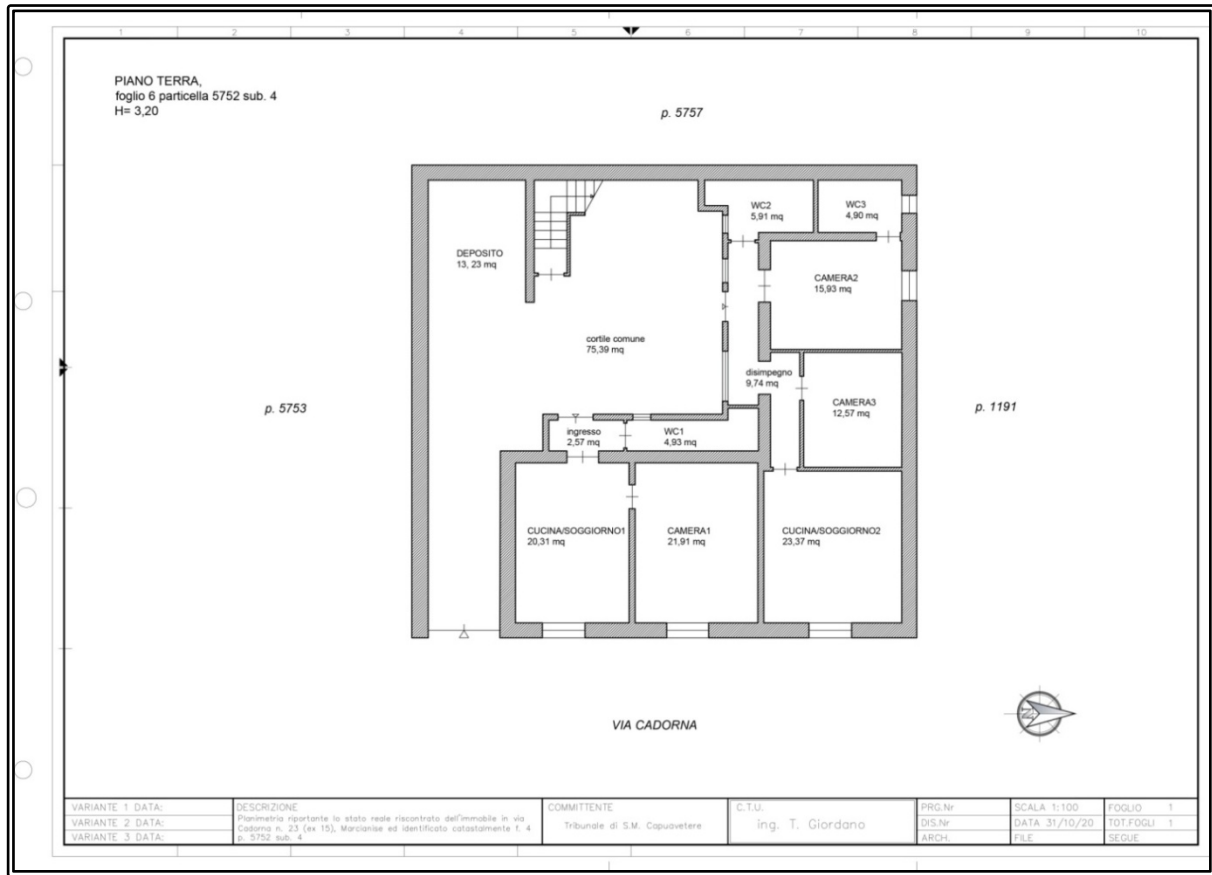 1 2 3 4 5 6 7 8 9 10
PIANO TERRA,
foglio 6 particella 5752 sub. 4
H= 3,20
p. 5757
WC2
5,91 mq
WC3
4,90 mq
DEPOSITO
13, 23 mq
CAMERA2
15,93 mq
cortile comune
75,39 mq
disimpegno
9,74 mq
CAMERA3
12,57 mq
p. 5753
p. 1191
ingresso
2,57 mq
WC1
4,93 mq
CUCINA/SOGGIORNO1
20,31 mq
CAMERA1
21,91 mq
CUCINA/SOGGIORNO2
23,37 mq
N
VIA CADORNA
VARIANTE 1 DATA:
VARIANTE 2 DATA:
VARIANTE 3 DATA:
DESCRIZIONE
Planimetria riportante lo stato reale riscontrato dell'immobile in via
Cadorna n. 23 (ex 15), Marcianise ed identificato catastalmente f. 4
p. 5752 sub. 4
COMMITTENTE
Tribunale di S.M. Capuavetere
C.T.U.
ing. T. Giordano
PRG.Nr
DIS.Nr
ARCH.
SCALA 1:100
DATA 31/10/20
FILE
FOGLIO 1
TOT.FOGLI 1
SEGUE